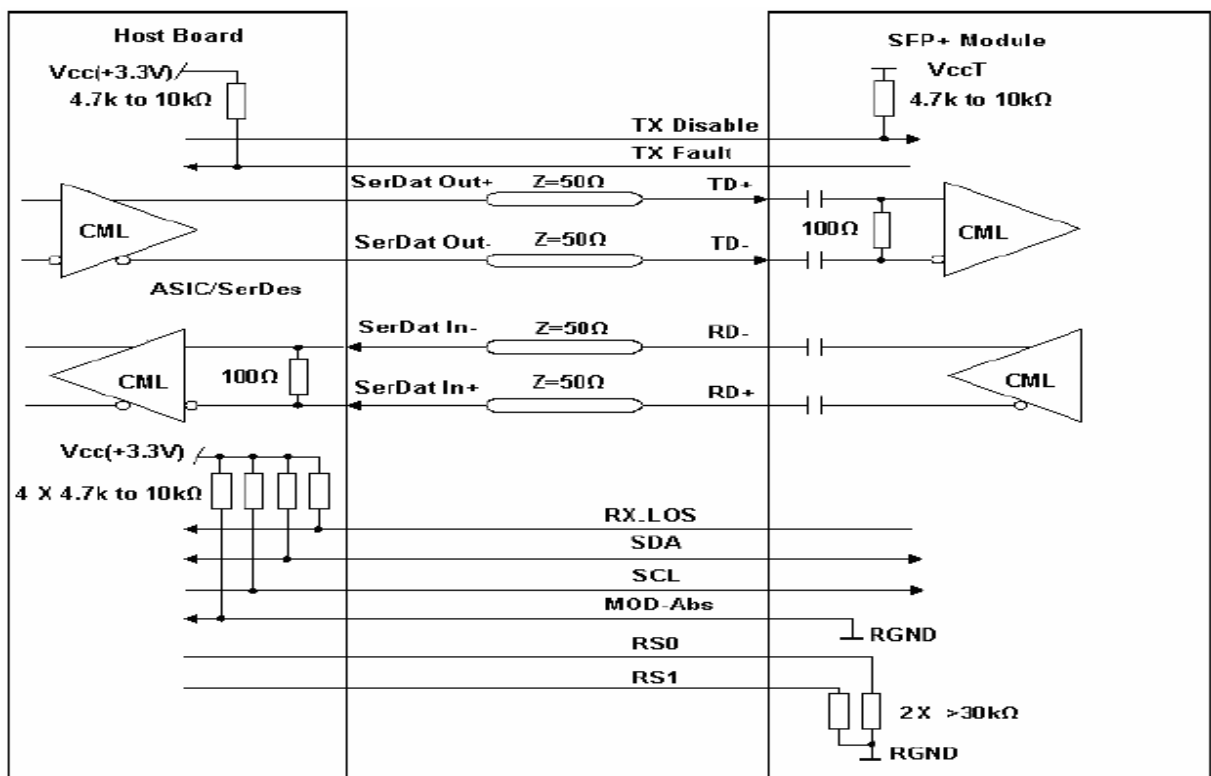 Host Board
SFP+ Module
Vcc(+3.3V)
4.7k to 10kΩ
VccT
4.7k to 10kΩ
TX Disable
TX Fault
SerDat Out+
Z=50Ω
TD+
CML
100Ω
CML
SerDat Out-
Z=50Ω
TD-
ASIC/SerDes
SerDat In-
Z=50Ω
RD-
CML
100Ω
CML
SerDat In+
Z=50Ω
RD+
Vcc(+3.3V)
4 X 4.7k to 10kΩ
RX_LOS
SDA
SCL
MOD-Abs
RGND
RS0
RS1
2X >30kΩ
RGND